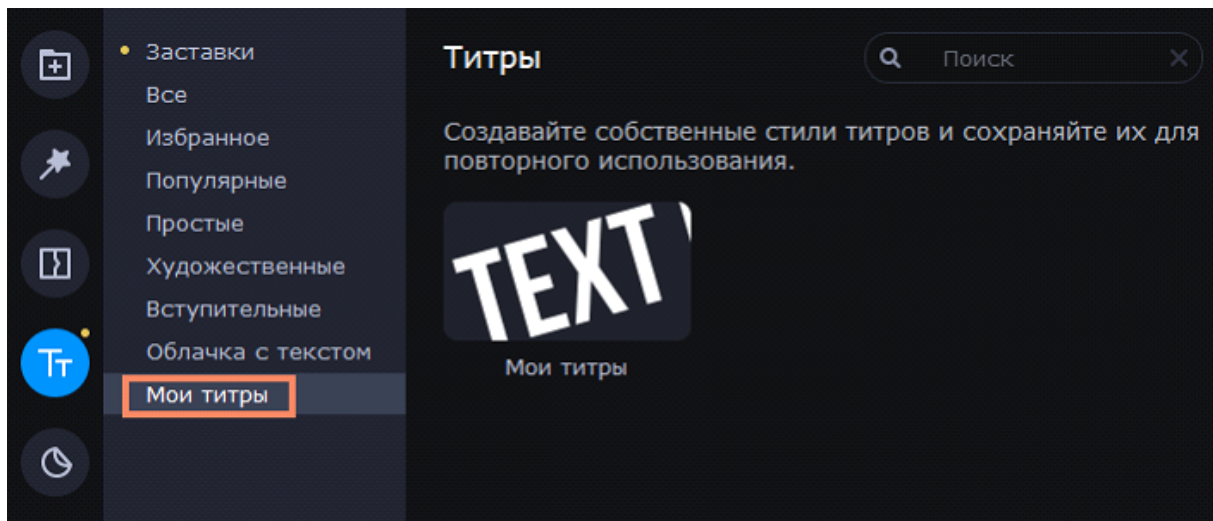 Заставки
Все
Избранное
Популярные
Простые
Художественные
Вступительные
Облачка с текстом
Мои титры
Tт
Титры
Поиск
Создавайте собственные стили титров и сохраняйте их для
повторного использования.
TEXT
Мои титры